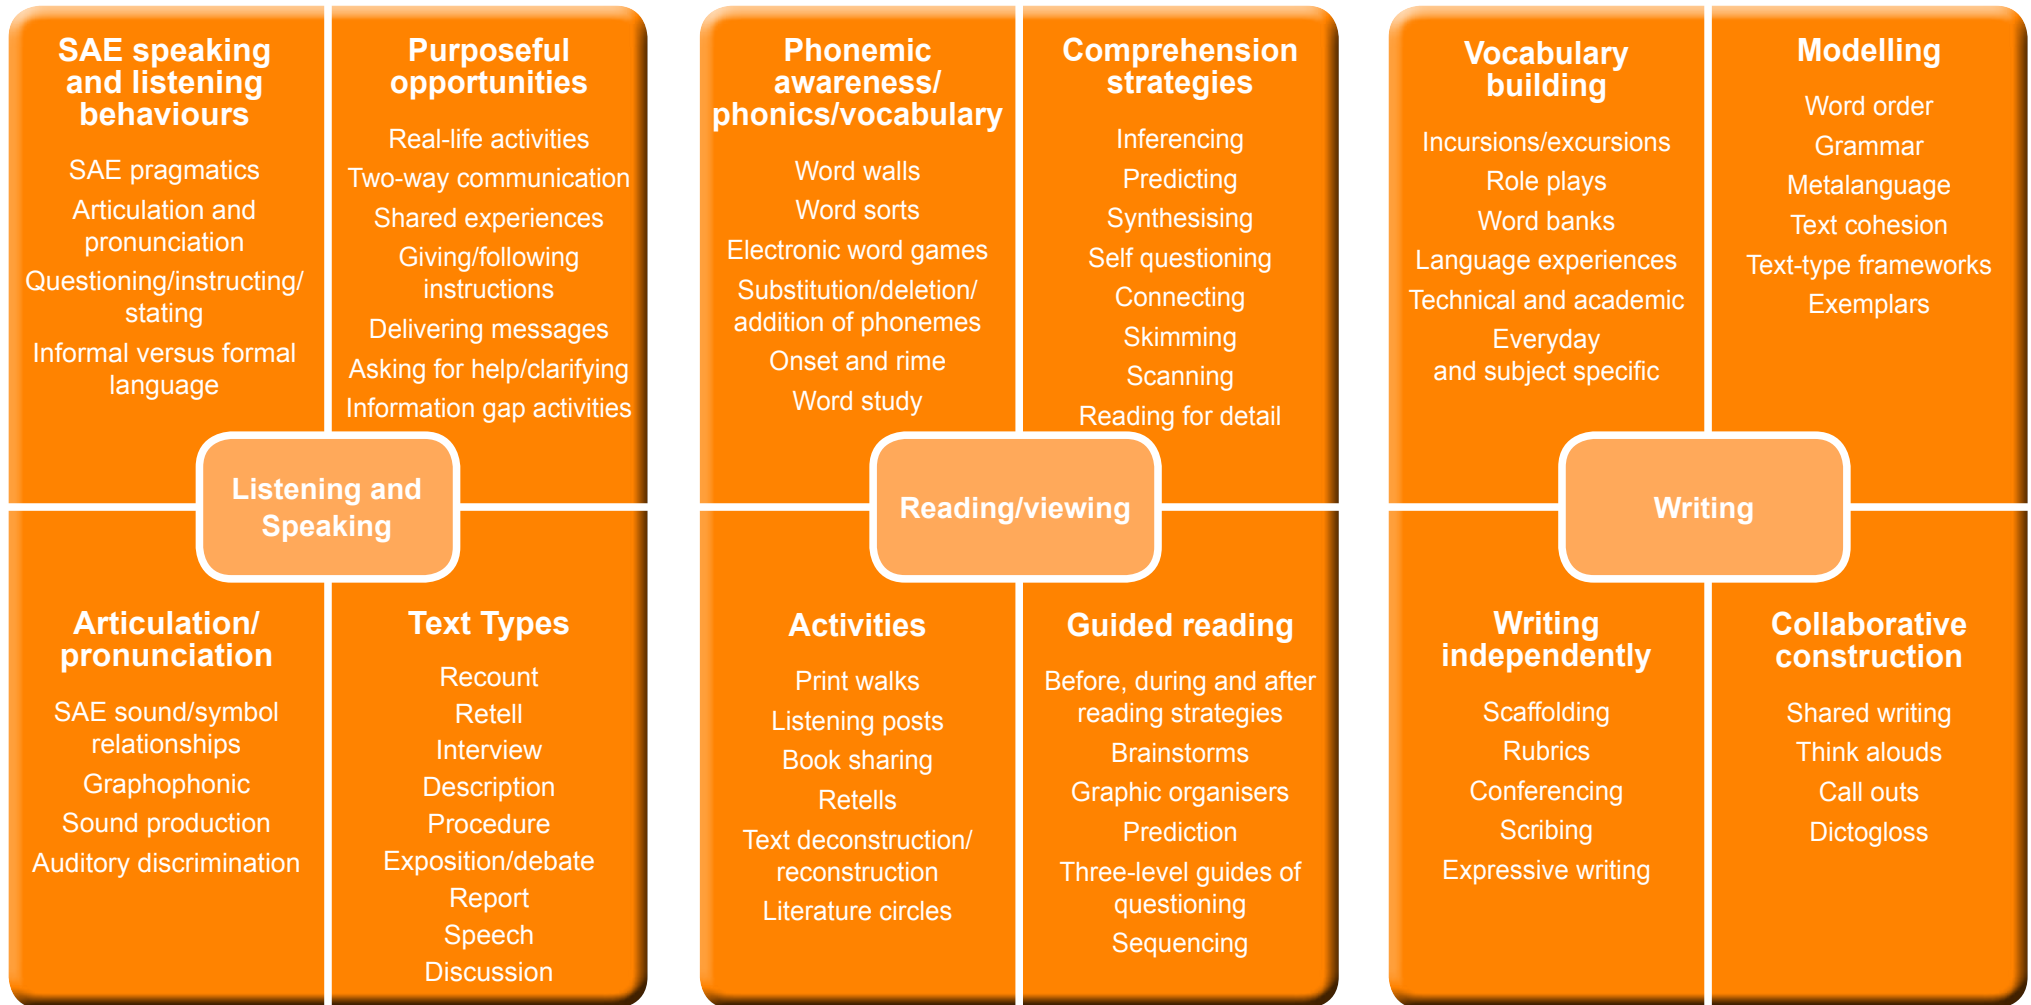 SAE speaking
and listening
behaviours
SAE pragmatics
Articulation and
pronunciation
Questioning/instructing/
stating
Informal versus formal
language
Purposeful
opportunities
Real-life activities
Two-way communication
Shared experiences
Giving/following
instructions
Delivering messages
Asking for help/clarifying
Information gap activities
Listening and
Speaking
Articulation/
pronunciation
SAE sound/symbol
relationships
Graphophonic
Sound production
Auditory discrimination
Text Types
Recount
Retell
Interview
Description
Procedure
Exposition/debate
Report
Speech
Discussion
Phonemic
awareness/
phonics/vocabulary
Word walls
Word sorts
Electronic word games
Substitution/deletion/
addition of phonemes
Onset and rime
Word study
Comprehension
strategies
Inferencing
Predicting
Synthesising
Self questioning
Connecting
Skimming
Scanning
Reading for detail
Reading/viewing
Activities
Print walks
Listening posts
Book sharing
Retells
Text deconstruction/
reconstruction
Literature circles
Guided reading
Before, during and after
reading strategies
Brainstorms
Graphic organisers
Prediction
Three-level guides of
questioning
Sequencing
Vocabulary
building
Incursions/excursions
Role plays
Word banks
Language experiences
Technical and academic
Everyday
and subject specific
Modelling
Word order
Grammar
Metalanguage
Text cohesion
Text-type frameworks
Exemplars
Writing
Writing
independently
Scaffolding
Rubrics
Conferencing
Scribing
Expressive writing
Collaborative
construction
Shared writing
Think alouds
Call outs
Dictogloss